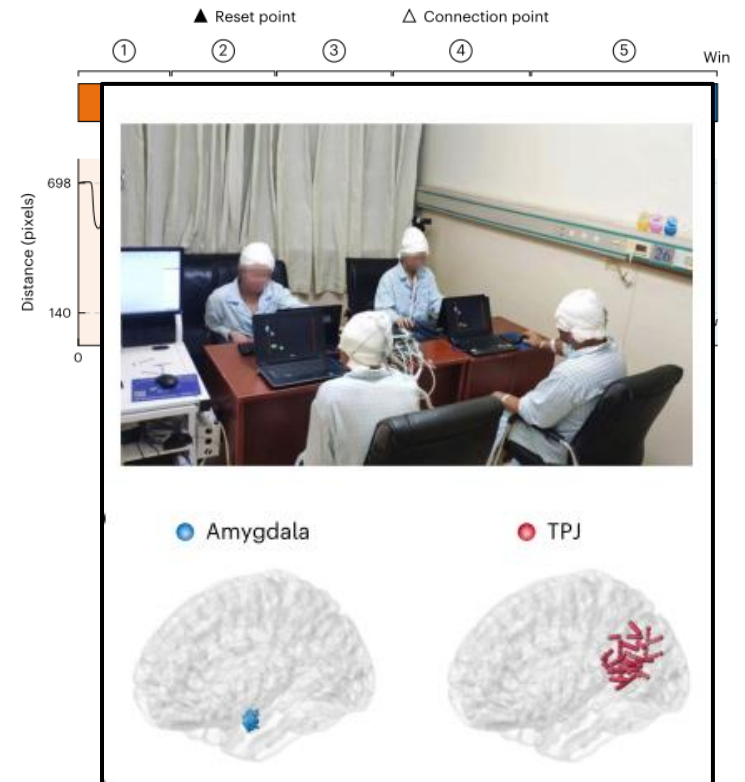 ▲ Reset point △ Connection point
① ② ③ ④ ⑤ Win
Distance (pixels)
698
140
0
26
Amygdala TPJ